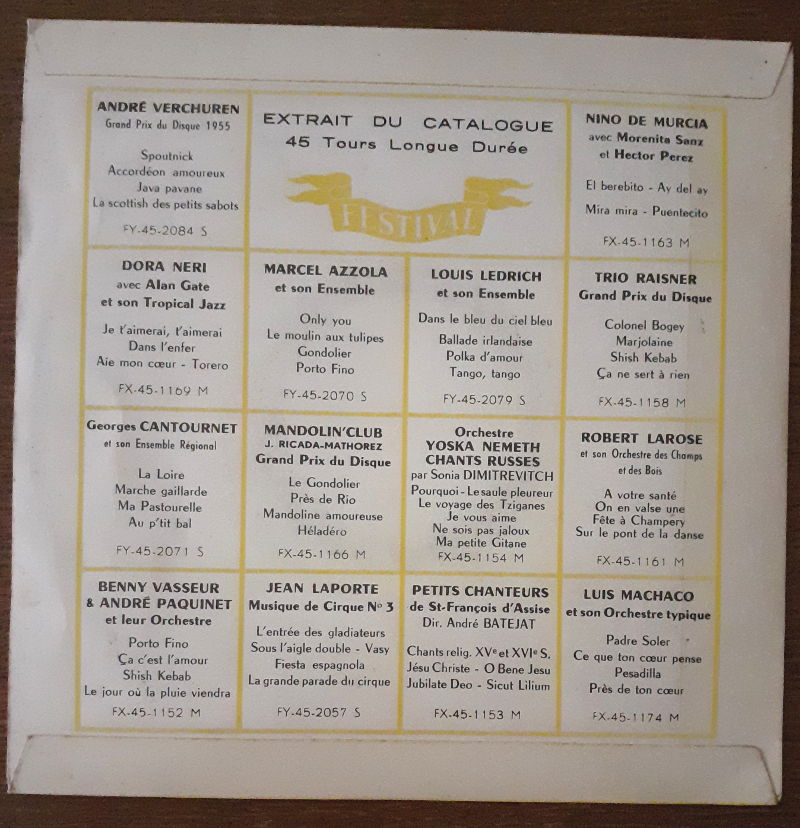 ANDRÉ VERCHUREN
Grand Prix du Disque 1955
Spoutnick
Accordéon amoureux
Java pavane
La scottish des petits sabots
FY-45-2084 S
EXTRAIT DU CATALOGUE
45 Tours Longue Durée
FESTIVAL
NINO DE MURCIA
avec Morenita Sanz
et Hector Perez
El berebito - Ay del ay
Mira mira - Puentecito
FX-45-1163 M
DORA NERI
avec Alan Gate
et son Tropical Jazz
Je t'aimerai, t'aimerai
Dans l'enfer
Aie mon cœur - Torero
FX-45-1169 M
MARCEL AZZOLA
et son Ensemble
Only you
Le moulin aux tulipes
Gondolier
Porto Fino
FY-45-2070 S
LOUIS LEDRICH
et son Ensemble
Dans le bleu du ciel bleu
Ballade irlandaise
Polka d'amour
Tango, tango
FY-45-2079 S
TRIO RAISNER
Grand Prix du Disque
Colonel Bogey
Marjolaine
Shish Kebab
Ça ne sert à rien
FX-45-1158 M
Georges CANTOURNET
et son Ensemble Régional
La Loire
Marche gaillarde
Ma Pastourelle
Au p'tit bal
FY-45-2071 S
MANDOLIN'CLUB
J. RICADA-MATHOREZ
Grand Prix du Disque
Le Gondolier
Près de Rio
Mandoline amoureuse
Héladéro
FX-45-1166 M
Orchestre
YOSKA NEMETH
CHANTS RUSSES
par Sonia DIMITREVITCH
Pourquoi - Le saule pleureur
Le voyage des Tziganes
Je vous aime
Ne sois pas jaloux
Ma petite Gitane
FX-45-1154 M
ROBERT LAROSE
et son Orchestre des Champs
et des Bois
A votre santé
On en valse une
Fête à Champery
Sur le pont de la danse
FX-45-1161 M
BENNY VASSEUR
& ANDRÉ PAQUINET
et leur Orchestre
Porto Fino
Ça c'est l'amour
Shish Kebab
Le jour où la pluie viendra
FX-45-1152 M
JEAN LAPORTE
Musique de Cirque Nº 3
L'entrée des gladiateurs
Sous l'aigle double - Vasy
Fiesta espagnola
La grande parade du cirque
FY-45-2057 S
PETITS CHANTEURS
de St-François d'Assise
Dir. André BATEJAT
Chants relig. XVe et XVIe S.
Jésu Christe - O Bene Jesu
Jubilate Deo - Sicut Lilium
FX-45-1153 M
LUIS MACHACO
et son Orchestre typique
Padre Soler
Ce que ton cœur pense
Pesadilla
Près de ton cœur
FX-45-1174 M